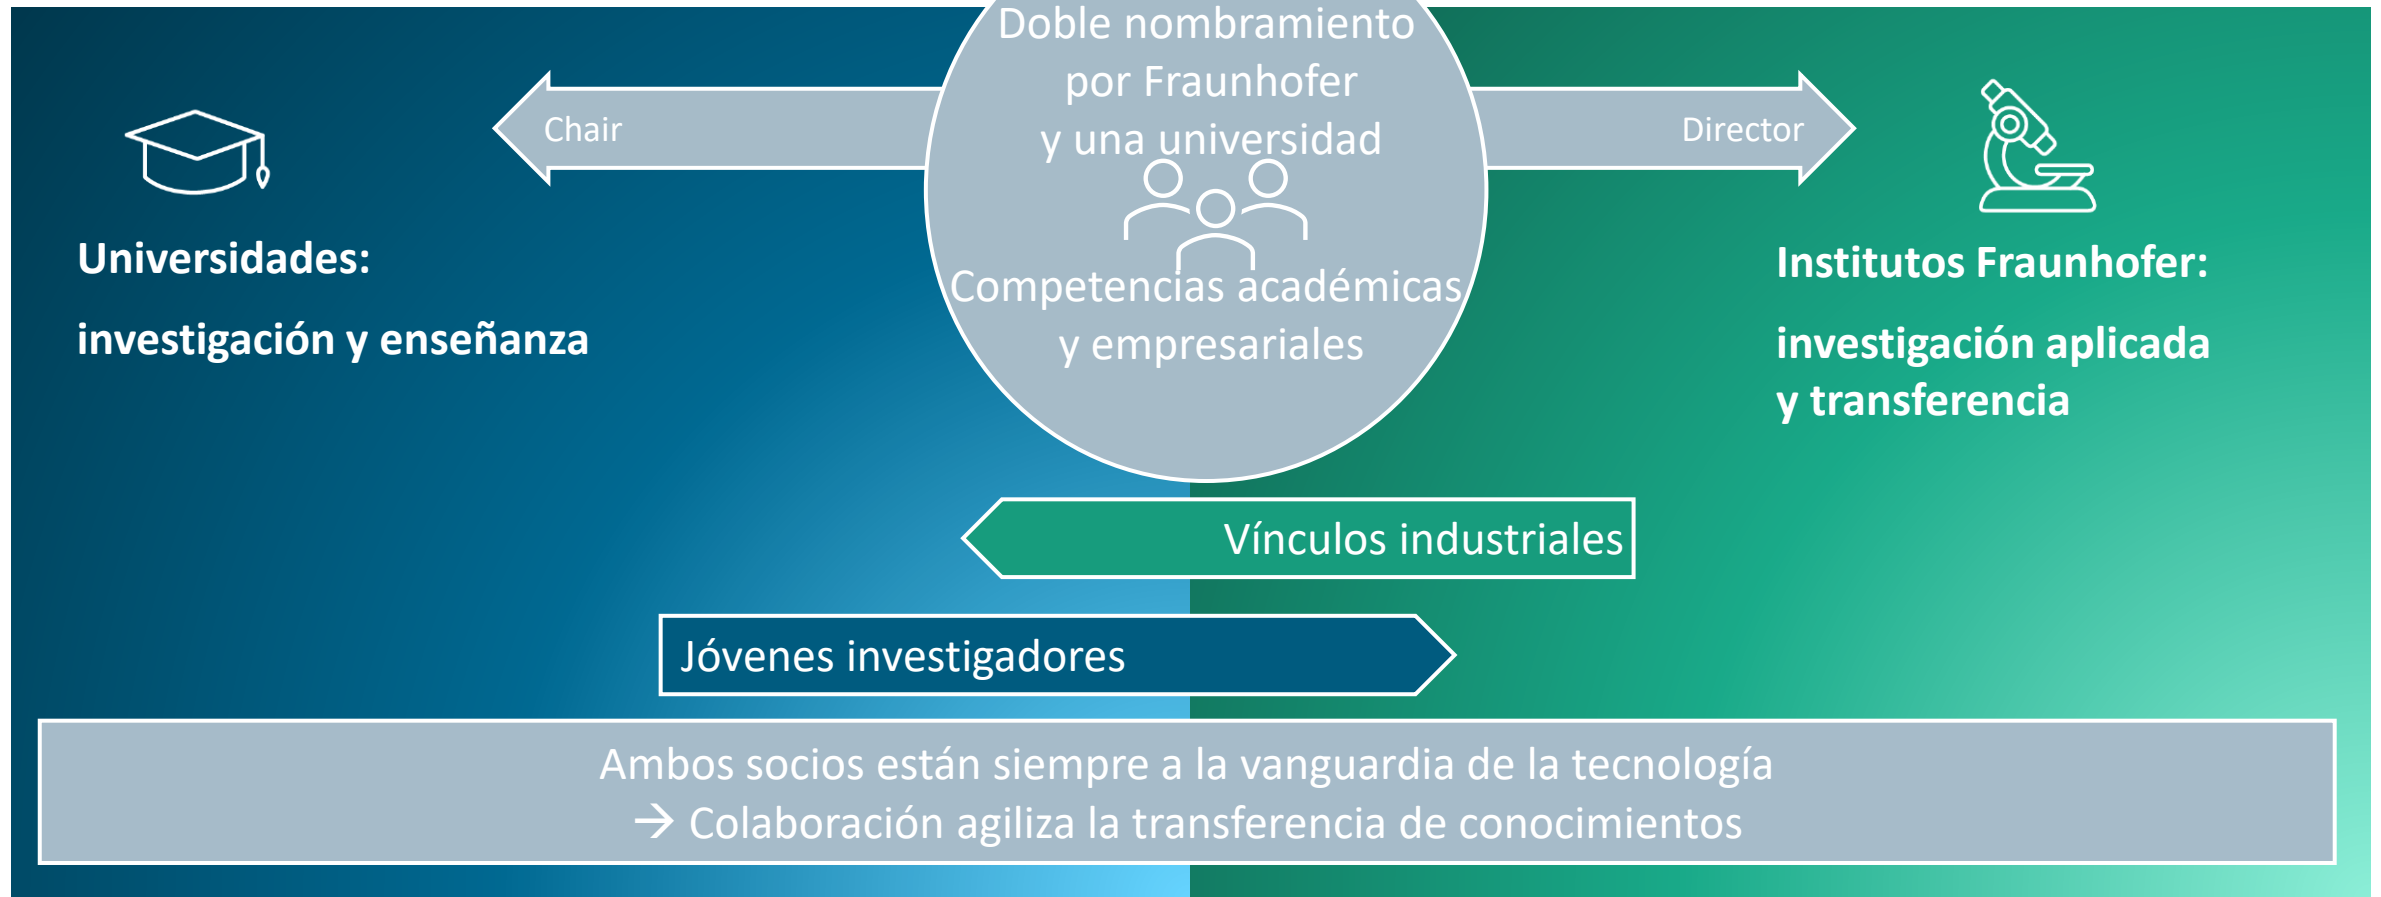 Doble nombramiento
por Fraunhofer
y una universidad
Chair
Director
Competencias académicas
y empresariales
Universidades:
investigación y enseñanza
Institutos Fraunhofer:
investigación aplicada
y transferencia
Vínculos industriales
Jóvenes investigadores
Ambos socios están siempre a la vanguardia de la tecnología
→ Colaboración agiliza la transferencia de conocimientos